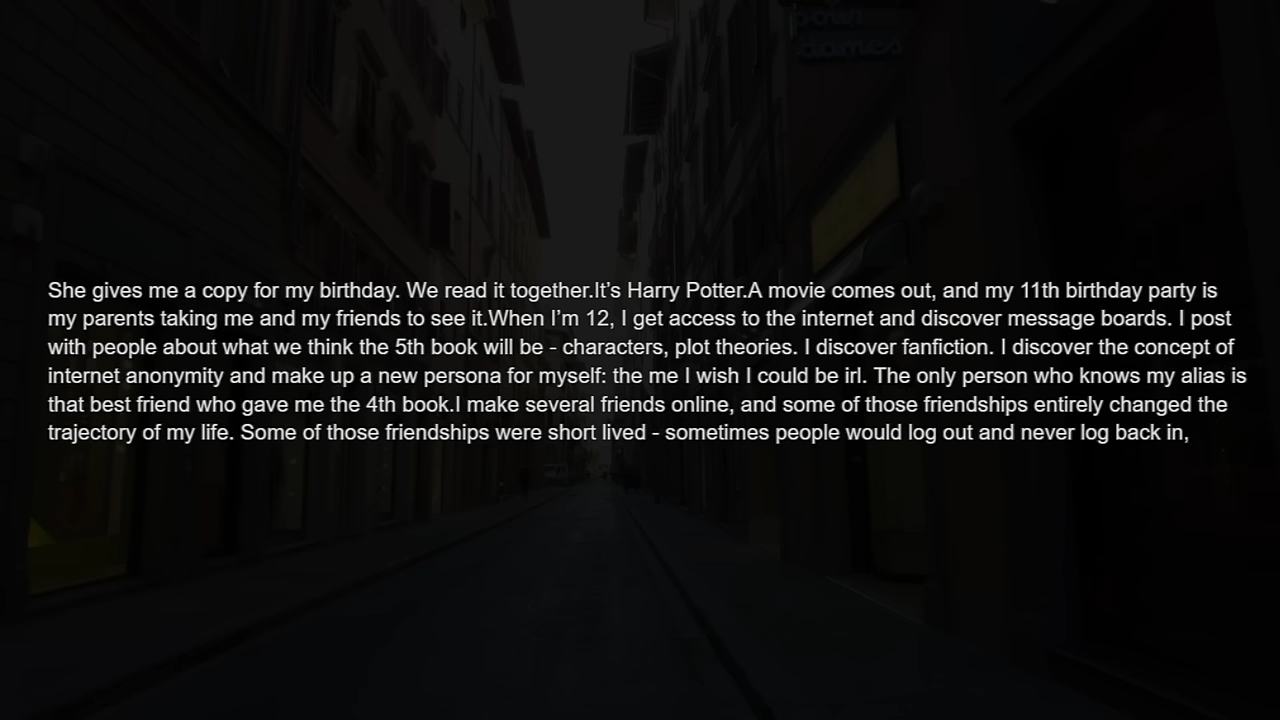 She gives me a copy for my birthday. We read it together.It’s Harry Potter.A movie comes out, and my 11th birthday party is
my parents taking me and my friends to see it.When I’m 12, I get access to the internet and discover message boards. I post
with people about what we think the 5th book will be - characters, plot theories. I discover fanfiction. I discover the concept of
internet anonymity and make up a new persona for myself: the me I wish I could be irl. The only person who knows my alias is
that best friend who gave me the 4th book.I make several friends online, and some of those friendships entirely changed the
trajectory of my life. Some of those friendships were short lived - sometimes people would log out and never log back in,